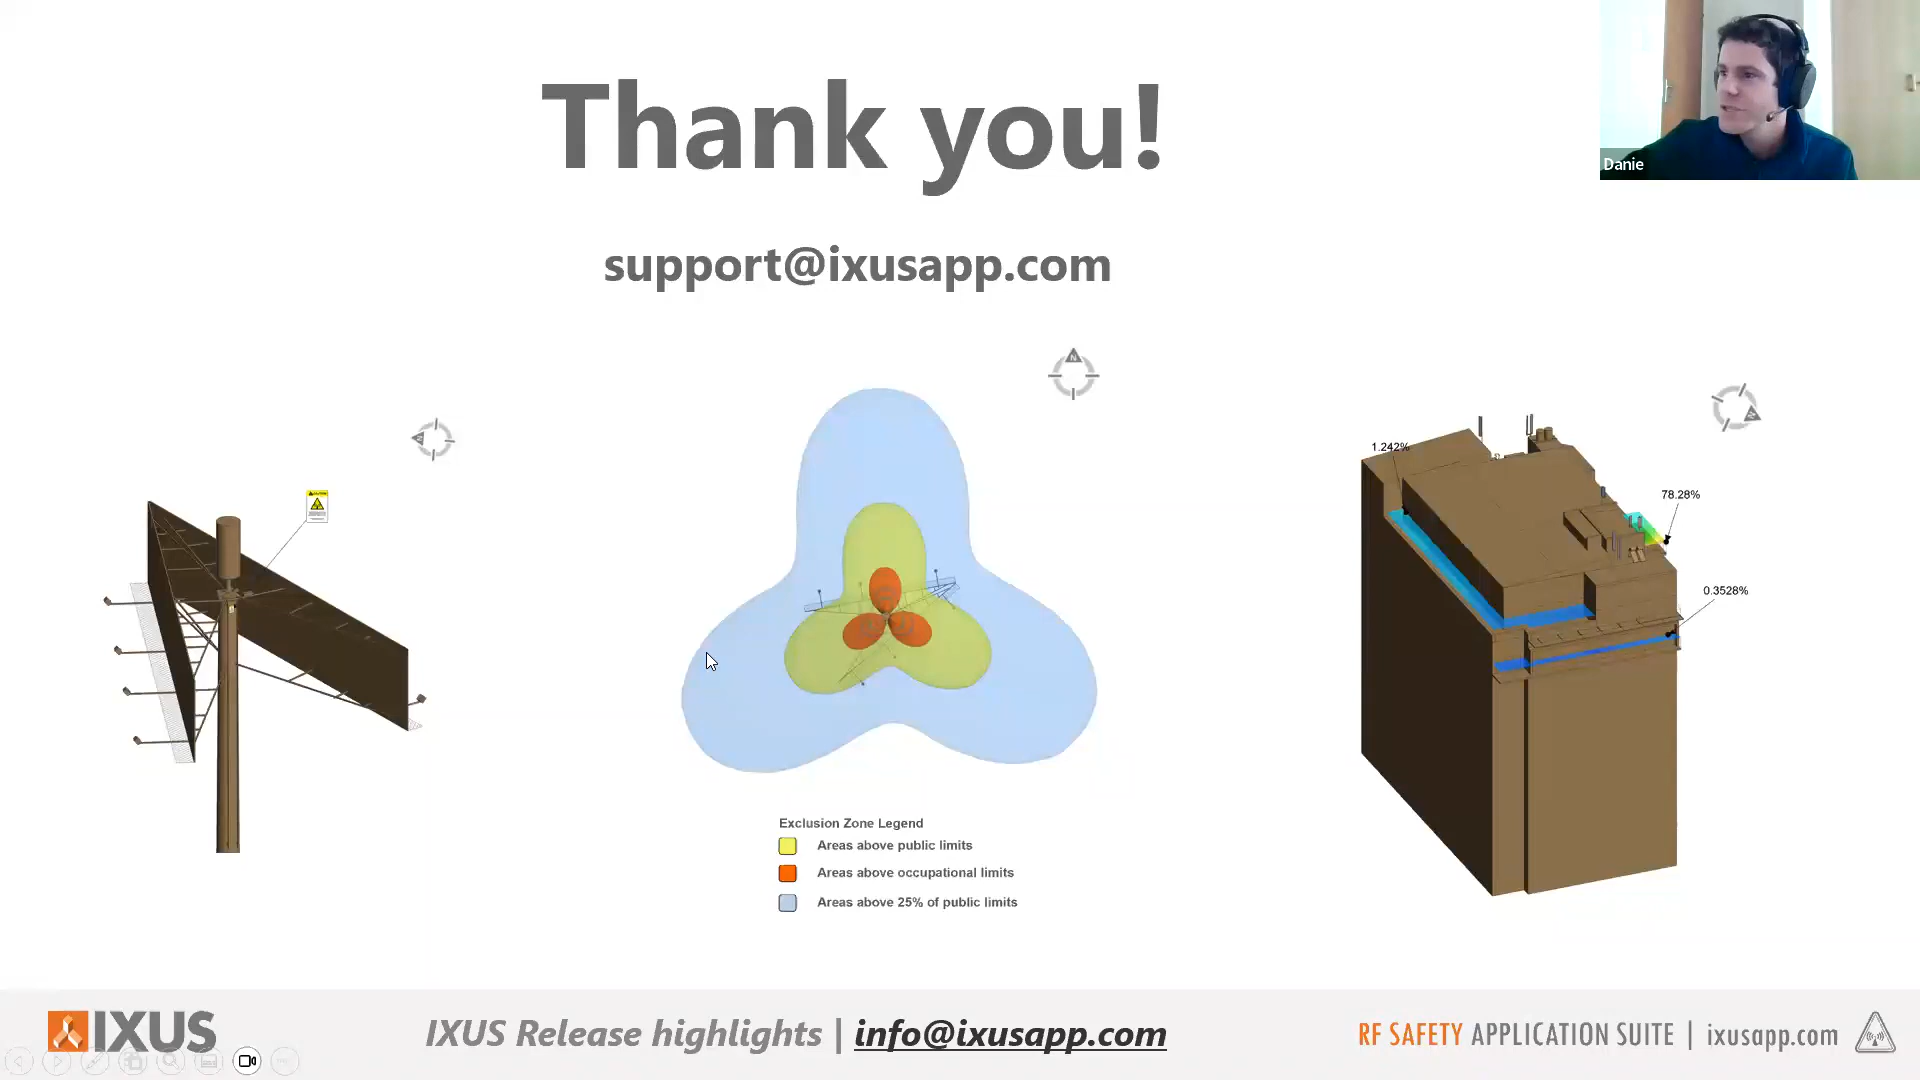 Thank you!
Danie
support@ixusapp.com
N
1.242%
78.28%
0.3528%
Exclusion Zone Legend
Areas above public limits
Areas above occupational limits
Areas above 25% of public limits
IXUS
IXUS Release highlights | info@ixusapp.com
RF SAFETY APPLICATION SUITE | ixusapp.com